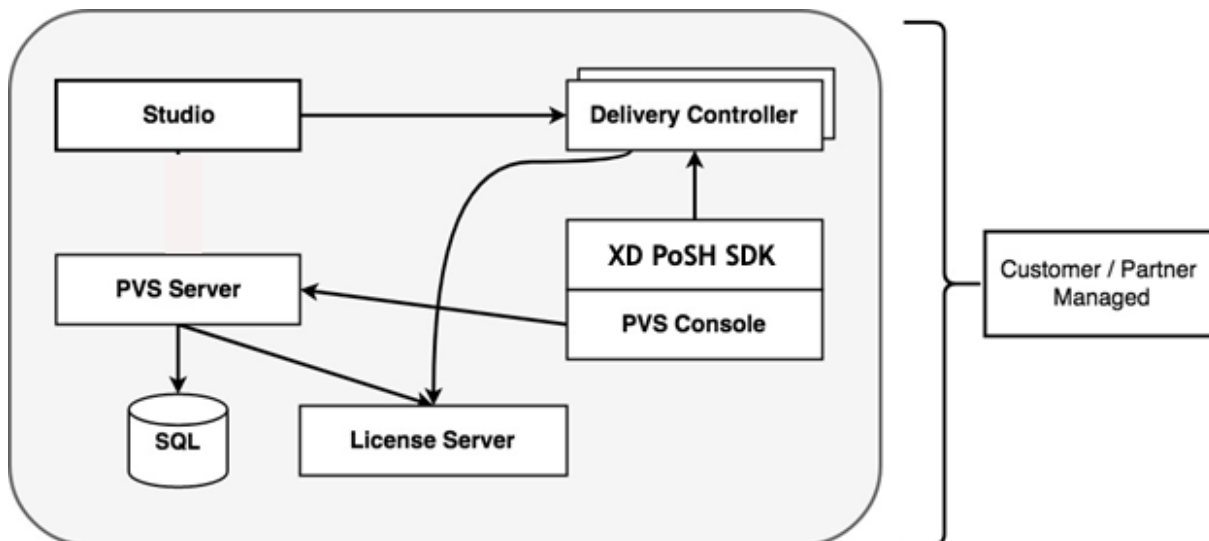 Studio
Delivery Controller
XD PoSH SDK
PVS Server
PVS Console
Customer / Partner
Managed
SQL
License Server